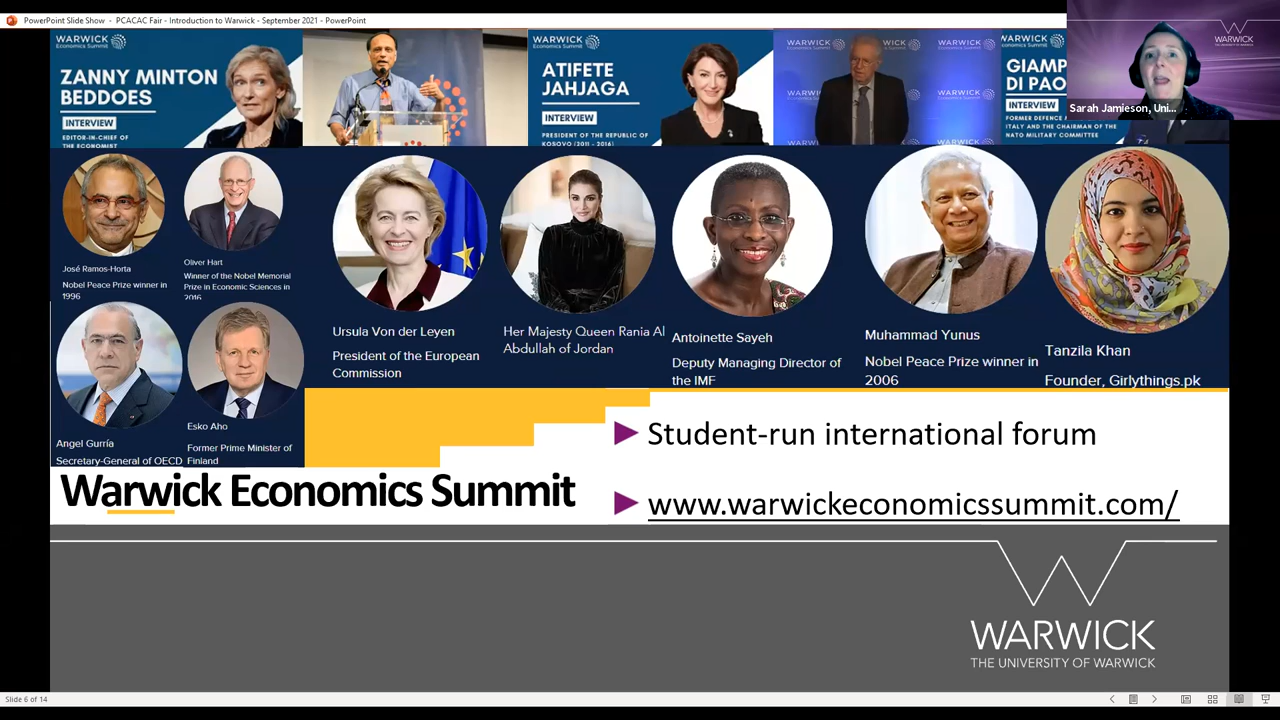 PowerPoint Slide Show - PCACAC Fair - Introduction to Warwick - September 2021 - PowerPoint
WARWICK
THE UNIVERSITY OF WARWICK
Sarah Jamieson, Uni...
WARWICK
Economics Summit
ZANNY MINTON
BEDDOES
INTERVIEW
EDITOR-IN-CHIEF OF
THE ECONOMIST
WARWICK
Economics Summit
ATIFETE
JAHJAGA
INTERVIEW
PRESIDENT OF THE REPUBLIC OF
KOSOVO (2011 - 2016)
WARWICK
WARWICK
Economics Summit
GIAMP
DI PAO
INTERVIEW
FORMER DEFENCE
ITALY AND THE CHAIRMAN OF THE
NATO MILITARY COMMITTEE
José Ramos-Horta
Nobel Peace Prize winner in
1996
Oliver Hart
Winner of the Nobel Memorial
Prize in Economic Sciences in
2016
Angel Gurría
Secretary-General of OECD
Esko Aho
Former Prime Minister of
Finland
Ursula Von der Leyen
President of the European
Commission
Her Majesty Queen Rania Al
Abdullah of Jordan
Antoinette Sayeh
Deputy Managing Director of
the IMF
Muhammad Yunus
Nobel Peace Prize winner in
2006
Tanzila Khan
Founder, Girlythings.pk
Warwick Economics Summit
Student-run international forum
www.warwickeconomicssummit.com/
WARWICK
THE UNIVERSITY OF WARWICK
Slide 6 of 14